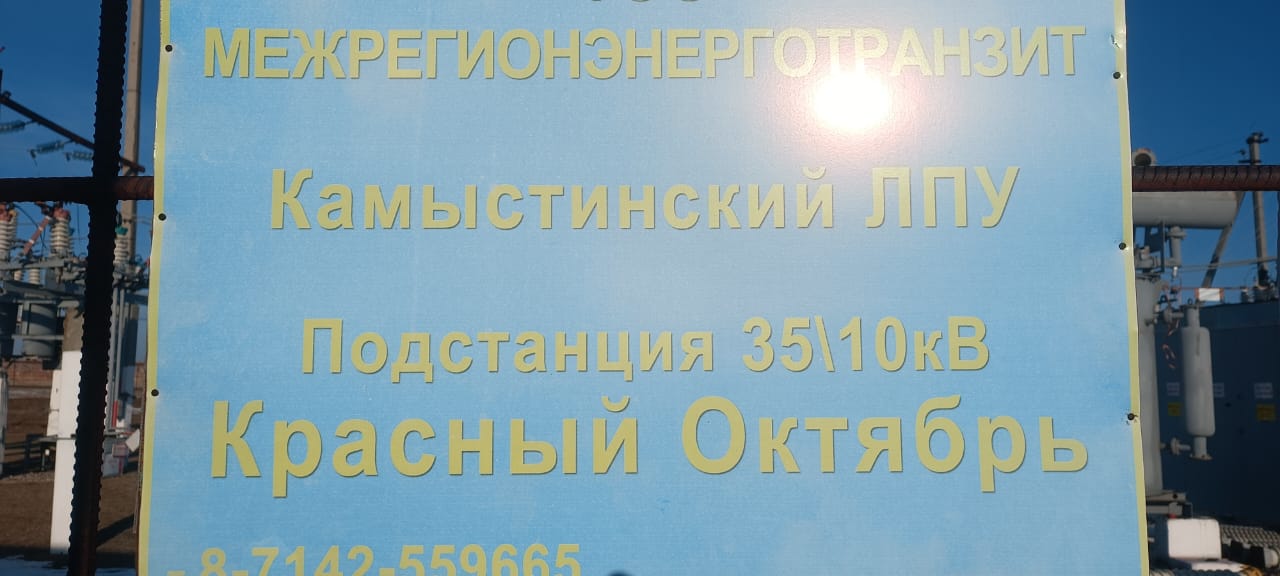 МЕЖРЕГИОНЭНЕРГОТРАНЗИТ
Камыстинский ЛПУ
Подстанция 35\10кВ
Красный Октябрь
- 8-7142-559665